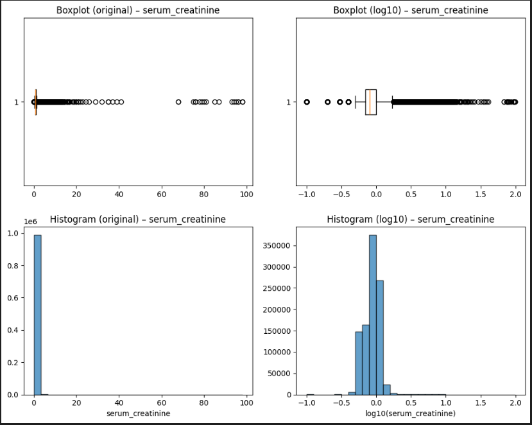 Boxplot (original) – serum_creatinine
1
0 20 40 60 80 100
Boxplot (log10) – serum_creatinine
1
−1.0 −0.5 0.0 0.5 1.0 1.5 2.0
Histogram (original) – serum_creatinine
1e6
1.0
0.8
0.6
0.4
0.2
0.0
0 20 40 60 80 100
serum_creatinine
Histogram (log10) – serum_creatinine
350000
300000
250000
200000
150000
100000
50000
0
−1.0 −0.5 0.0 0.5 1.0 1.5 2.0
log10(serum_creatinine)